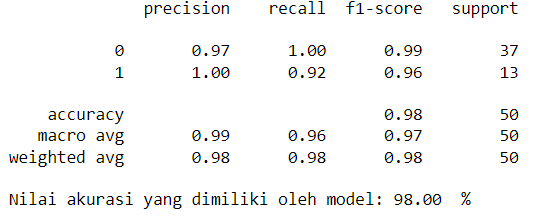 precision recall f1-score support
0 0.97 1.00 0.99 37
1 1.00 0.92 0.96 13
accuracy 0.98 50
macro avg 0.99 0.96 0.97 50
weighted avg 0.98 0.98 0.98 50
Nilai akurasi yang dimiliki oleh model: 98.00 %